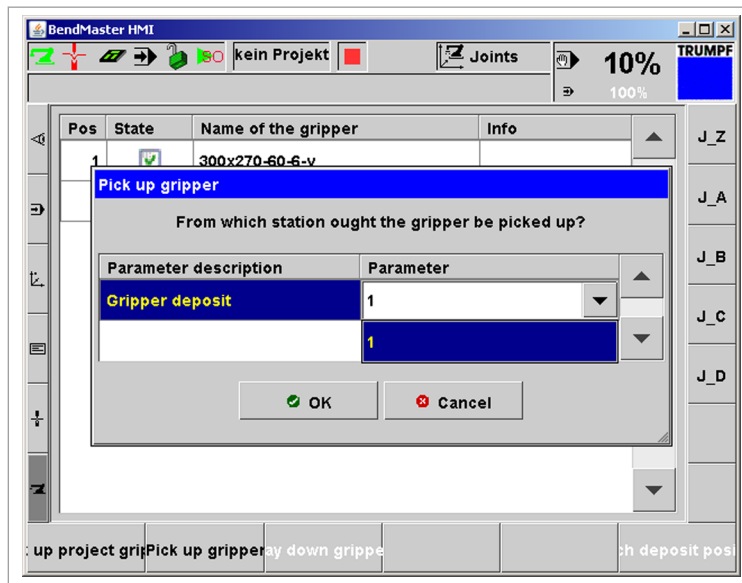 BendMaster HMI
kein Projekt
Joints
10%
100%
TRUMPF
Pos State Name of the gripper Info
1 300x270-60-6-v
Pick up gripper
From which station ought the gripper be picked up?
Parameter description Parameter
Gripper deposit 1
1
OK Cancel
J_Z
J_A
J_B
J_C
J_D
up project grip Pick up gripper ay down grippe ch deposit posi